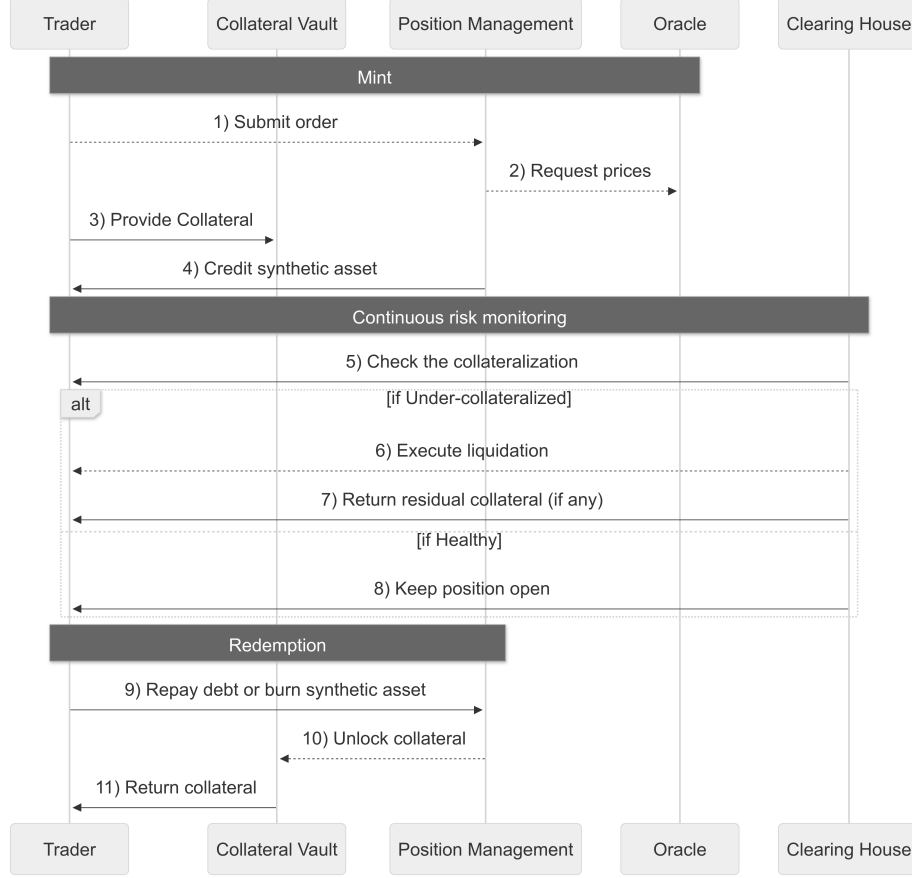 Trader Collateral Vault Position Management Oracle Clearing House
Mint
1) Submit order
2) Request prices
3) Provide Collateral
4) Credit synthetic asset
Continuous risk monitoring
5) Check the collateralization
alt [if Under-collateralized]
6) Execute liquidation
7) Return residual collateral (if any)
[if Healthy]
8) Keep position open
Redemption
9) Repay debt or burn synthetic asset
10) Unlock collateral
11) Return collateral
Trader Collateral Vault Position Management Oracle Clearing House